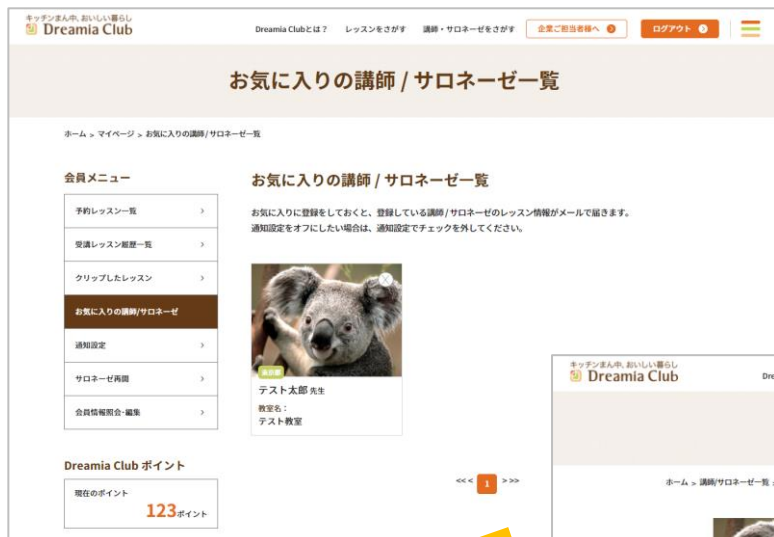 キッチンまん中、おいしい暮らし
Dreamia Club
Dreamia Clubとは？
レッスンをさがす
講師・サロネーゼをさがす
企業ご担当者様へ
ログアウト
お気に入りの講師 / サロネーゼ一覧
ホーム > マイページ > お気に入りの講師/サロネーゼ一覧
会員メニュー
予約レッスン一覧
受講レッスン履歴一覧
クリップしたレッスン
お気に入りの講師/サロネーゼ
通知設定
サロネーゼ再開
会員情報照会・編集
Dreamia Club ポイント
現在のポイント
123ポイント
お気に入りの講師 / サロネーゼ一覧
お気に入りに登録をしておくと、登録している講師/サロネーゼのレッスン情報がメールで届きます。
通知設定をオフにしたい場合は、通知設定でチェックを外してください。
東京都
テスト太郎 先生
教室名：
テスト教室
<< < 1 > >>
キッチンまん中、おいしい暮らし
Dreamia Club
Dre
ホーム > 講師/サロネーゼ一覧 >